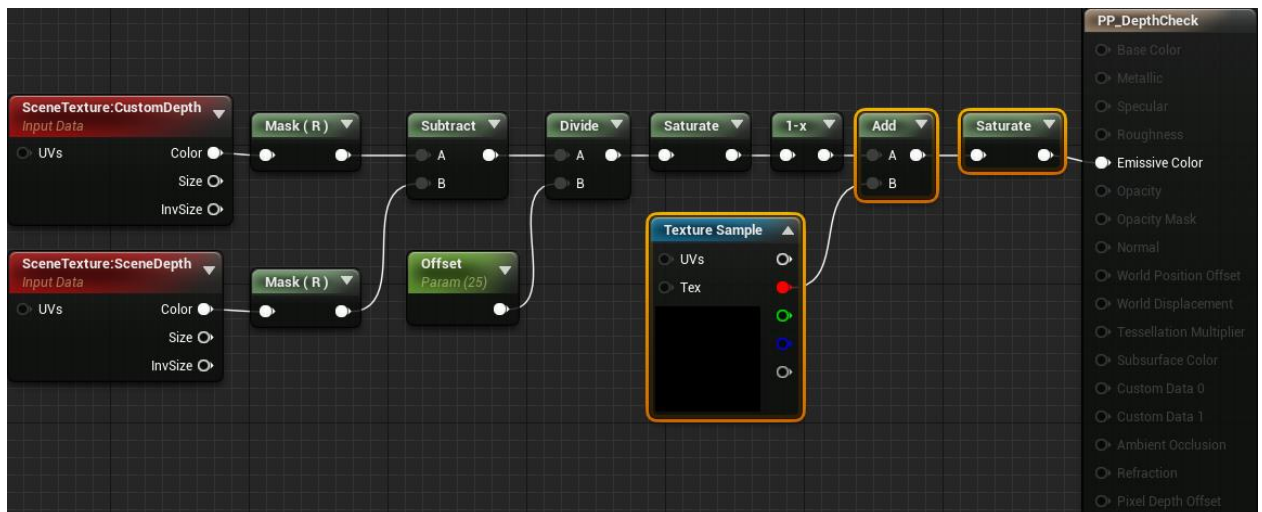 PP_DepthCheck
Base Color
Metallic
Specular
Roughness
Emissive Color
Opacity
Opacity Mask
Normal
World Position Offset
World Displacement
Tessellation Multiplier
Subsurface Color
Custom Data 0
Custom Data 1
Ambient Occlusion
Refraction
Pixel Depth Offset
SceneTexture:CustomDepth
Input Data
UVs Color
Size
InvSize
Mask ( R )
Subtract
A
B
Divide
A
B
Saturate
1-x
Add
A
B
Saturate
SceneTexture:SceneDepth
Input Data
UVs Color
Size
InvSize
Mask ( R )
Offset
Param (25)
Texture Sample
UVs
Tex